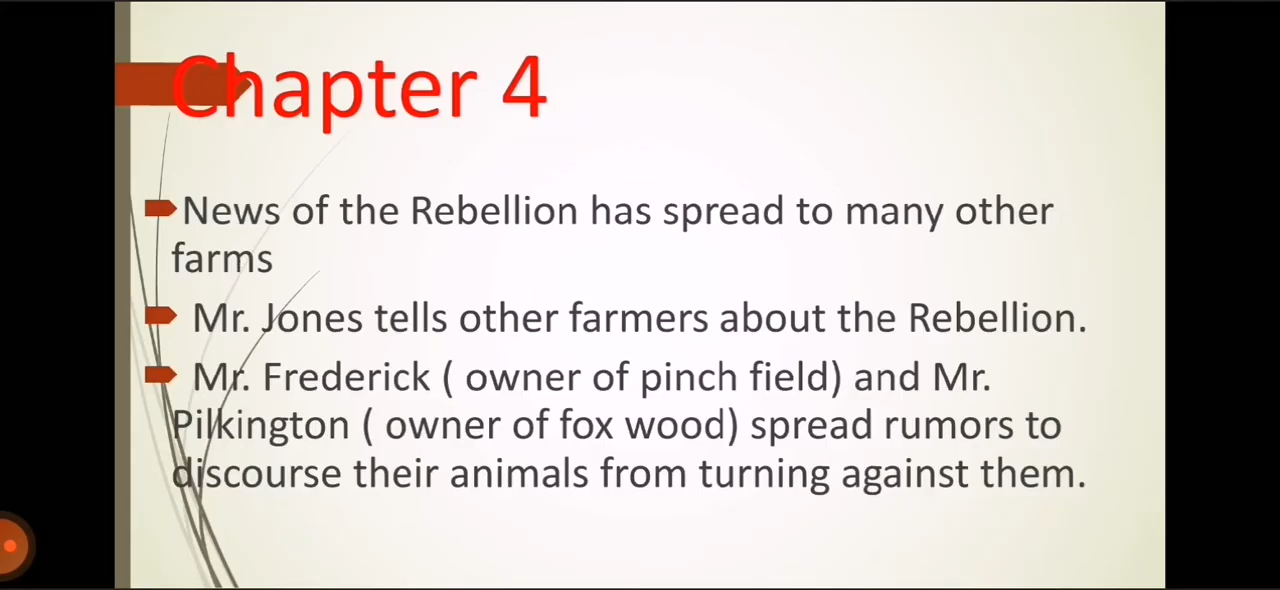 Chapter 4
News of the Rebellion has spread to many other
farms
Mr. Jones tells other farmers about the Rebellion.
Mr. Frederick ( owner of pinch field) and Mr.
Pilkington ( owner of fox wood) spread rumors to
discourse their animals from turning against them.